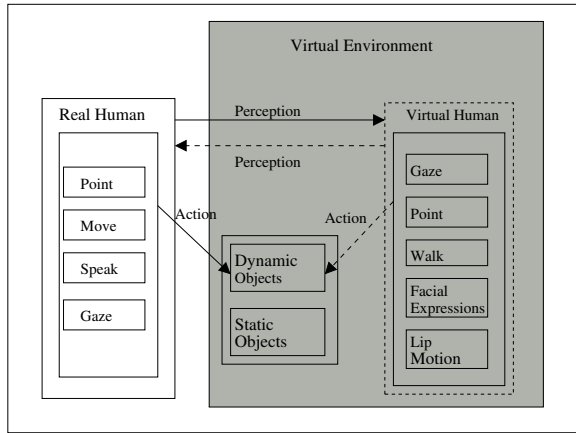 Virtual Environment
Real Human
Point
Move
Speak
Gaze
Perception
Perception
Action
Action
Dynamic
Objects
Static
Objects
Virtual Human
Gaze
Point
Walk
Facial
Expressions
Lip
Motion